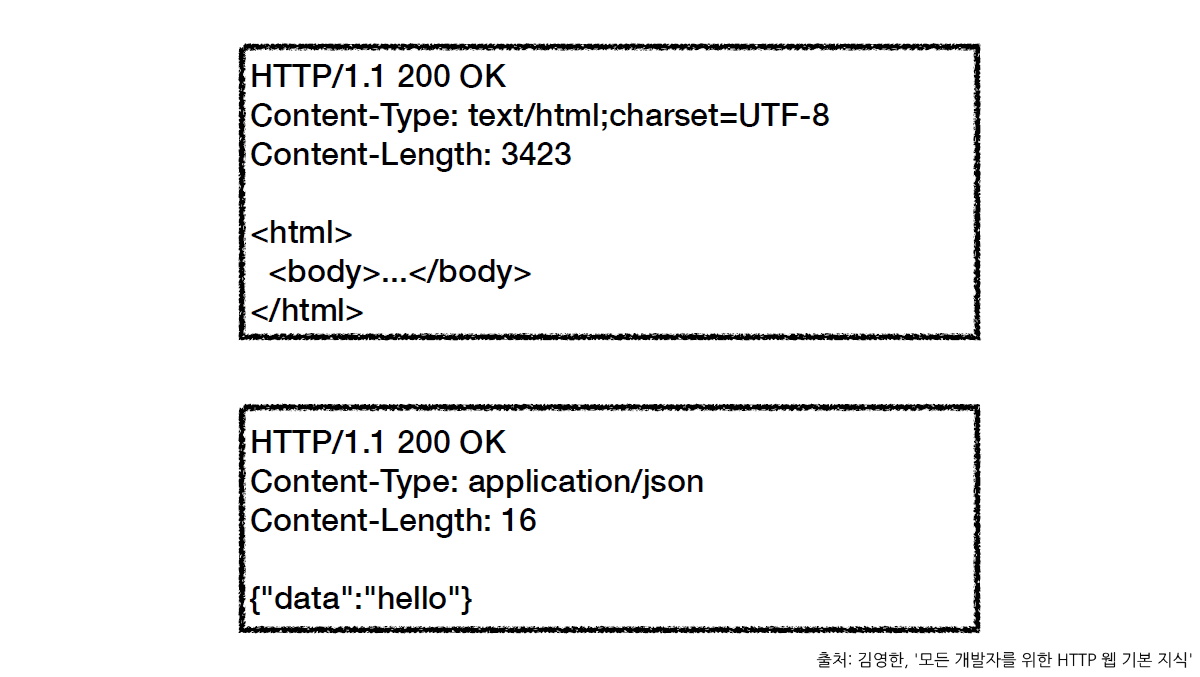 HTTP/1.1 200 OK
Content-Type: text/html;charset=UTF-8
Content-Length: 3423

<html>
  <body>...</body>
</html>

HTTP/1.1 200 OK
Content-Type: application/json
Content-Length: 16

{"data":"hello"}

출처: 김영한, '모든 개발자를 위한 HTTP 웹 기본 지식'